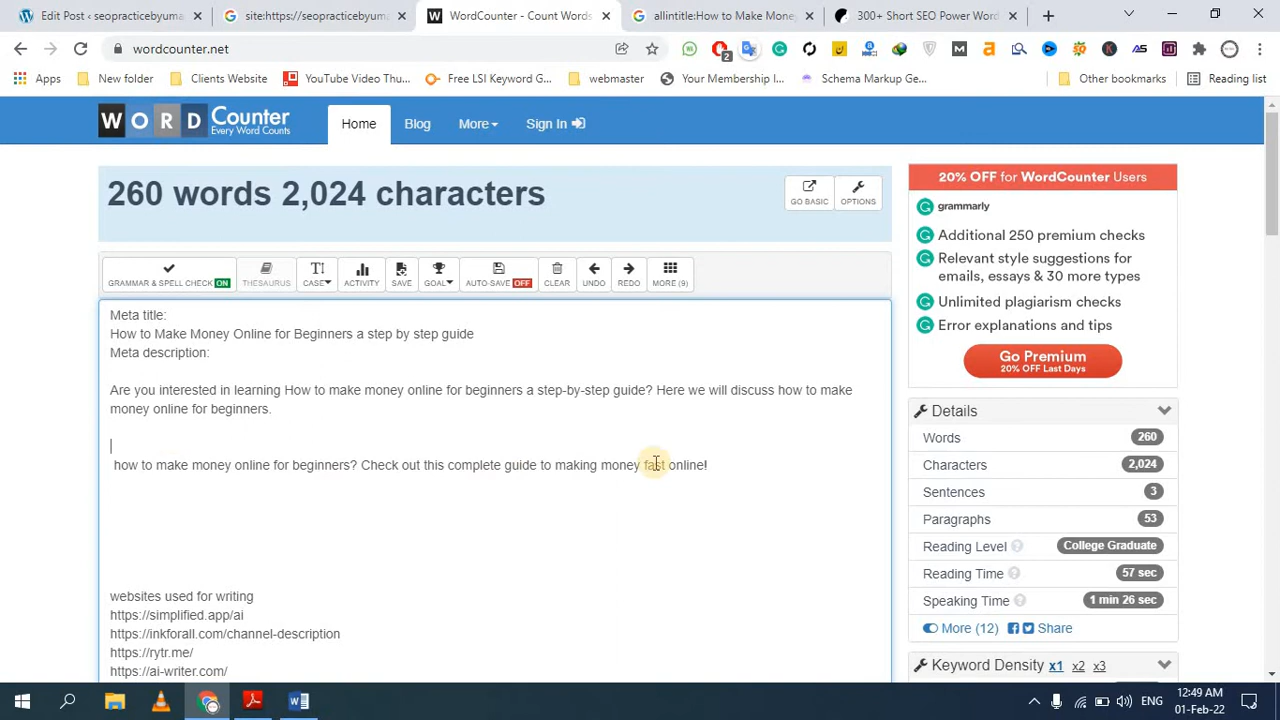 Edit Post ‹ seopracticebyuma
site:https://seopracticebyuma
WordCounter - Count Words
allintitle:How to Make Money
300+ Short SEO Power Word
wordcounter.net
2
Apps
New folder
Clients Website
YouTube Video Thu...
Free LSI Keyword G...
webmaster
Your Membership I...
Schema Markup Ge...
Other bookmarks
Reading list
WORD Counter
Every Word Counts
Home
Blog
More
Sign In
260 words 2,024 characters
GO BASIC
OPTIONS
GRAMMAR & SPELL CHECK ON
THESAURUS
CASE
ACTIVITY
SAVE
GOAL
AUTO-SAVE OFF
CLEAR
UNDO
REDO
MORE (9)
Meta title:
How to Make Money Online for Beginners a step by step guide
Meta description:
Are you interested in learning How to make money online for beginners a step-by-step guide? Here we will discuss how to make
money online for beginners.
how to make money online for beginners? Check out this complete guide to making money fast online!
websites used for writing
https://simplified.app/ai
https://inkforall.com/channel-description
https://rytr.me/
https://ai-writer.com/
20% OFF for WordCounter Users
grammarly
Additional 250 premium checks
Relevant style suggestions for
emails, essays & 30 more types
Unlimited plagiarism checks
Error explanations and tips
Go Premium
20% OFF Last Days
Details
Words 260
Characters 2,024
Sentences 3
Paragraphs 53
Reading Level College Graduate
Reading Time 57 sec
Speaking Time 1 min 26 sec
More (12)
Share
Keyword Density x1 x2 x3
ENG
12:49 AM
01-Feb-22